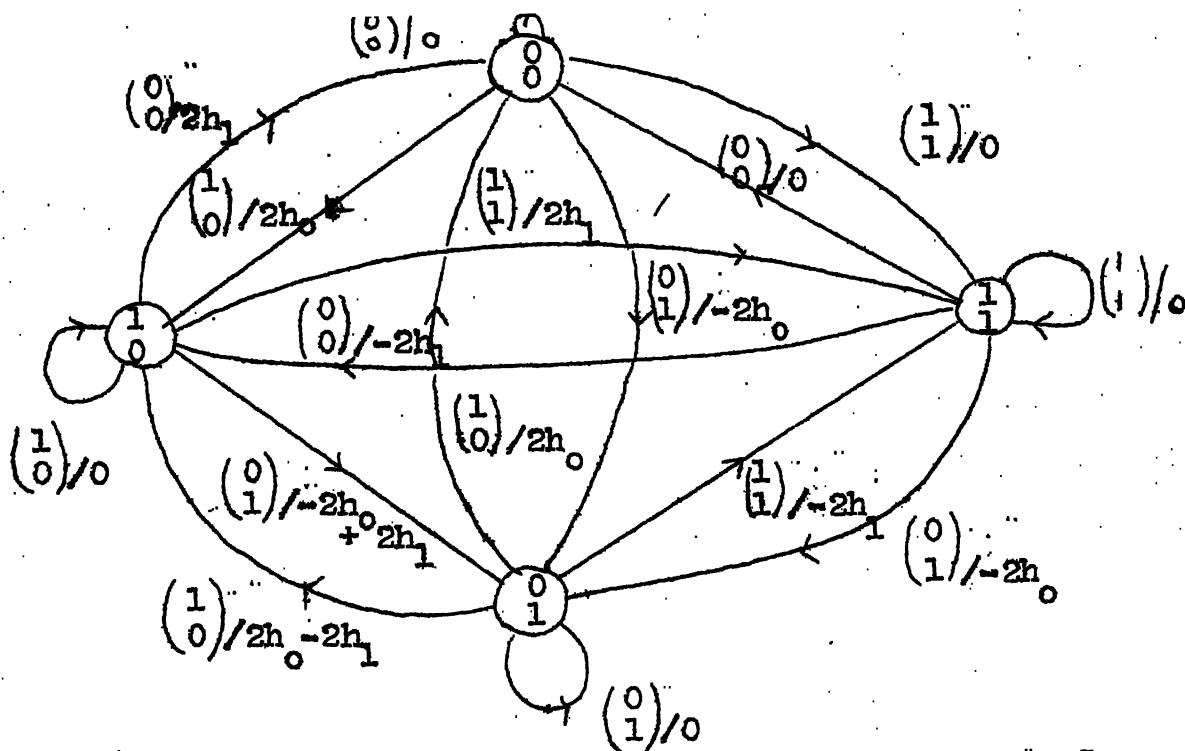 (0 0)/0
0
0
(0 0)/2h1
(1 1)/0
(1 0)/2h0
(1 1)/2h1
(0 0)/0
(0 1)/-2h0
(0 0)/-2h1
1
0
1
1
(1 1)/0
(1 0)/0
(1 0)/2h0
(0 1)/-2h0
+2h1
(1 1)/-2h1
(0 1)/-2h0
0
1
(1 0)/2h0-2h1
(0 1)/0